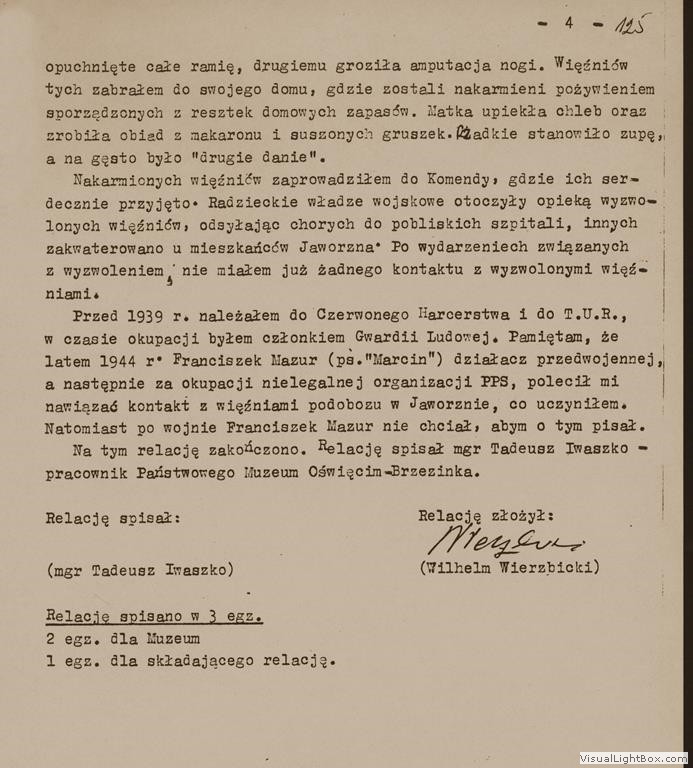 - 4 - 125
opuchnięte całe ramię, drugiemu groziła amputacja nogi. Więźniów
tych zabrałem do swojego domu, gdzie zostali nakarmieni pożywieniem
sporządzonych z resztek domowych zapasów. Matka upiekła chleb oraz
zrobiła obiad z makaronu i suszonych gruszek. Rzadkie stanowiło zupę,
a na gęsto było "drugie danie".
Nakarmionych więźniów zaprowadziłem do Komendy, gdzie ich ser-
decznie przyjęto. Radzieckie władze wojskowe otoczyły opieką wyzwo-
lonych więźniów, odsyłając chorych do pobliskich szpitali, innych
zakwaterowano u mieszkańców Jaworzna. Po wydarzeniech związanych
z wyzwoleniem, nie miałem już żadnego kontaktu z wyzwolonymi więź-
niami.
Przed 1939 r. należałem do Czerwonego Harcerstwa i do T.U.R.,
w czasie okupacji byłem członkiem Gwardii Ludowej. Pamiętam, że
latem 1944 r. Franciszek Mazur (ps."Marcin") działacz przedwojennej,
a następnie za okupacji nielegalnej organizacji PPS, polecił mi
nawiązać kontakt z więźniami podobozu w Jaworznie, co uczyniłem.
Natomiast po wojnie Franciszek Mazur nie chciał, abym o tym pisał.
Na tym relację zakończono. Relację spisał mgr Tadeusz Iwaszko -
pracownik Państwowego Muzeum Oświęcim-Brzezinka.
Relację spisał: Relację złożył:
(mgr Tadeusz Iwaszko) (Wilhelm Wierzbicki)
Relację spisano w 3 egz.
2 egz. dla Muzeum
1 egz. dla składającego relację.
VisualLightBox.com